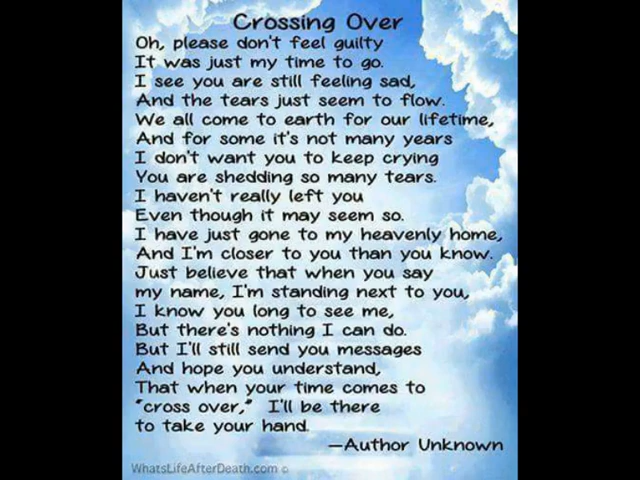 Crossing Over
Oh, please don't feel guilty
It was just my time to go.
I see you are still feeling sad,
And the tears just seem to flow.
We all come to earth for our lifetime,
And for some it's not many years
I don't want you to keep crying
You are shedding so many tears.
I haven't really left you
Even though it may seem so.
I have just gone to my heavenly home,
And I'm closer to you than you know.
Just believe that when you say
my name, I'm standing next to you,
I know you long to see me,
But there's nothing I can do.
But I'll still send you messages
And hope you understand,
That when your time comes to
"cross over," I'll be there
to take your hand.
—Author Unknown
WhatsLifeAfterDeath.com ©